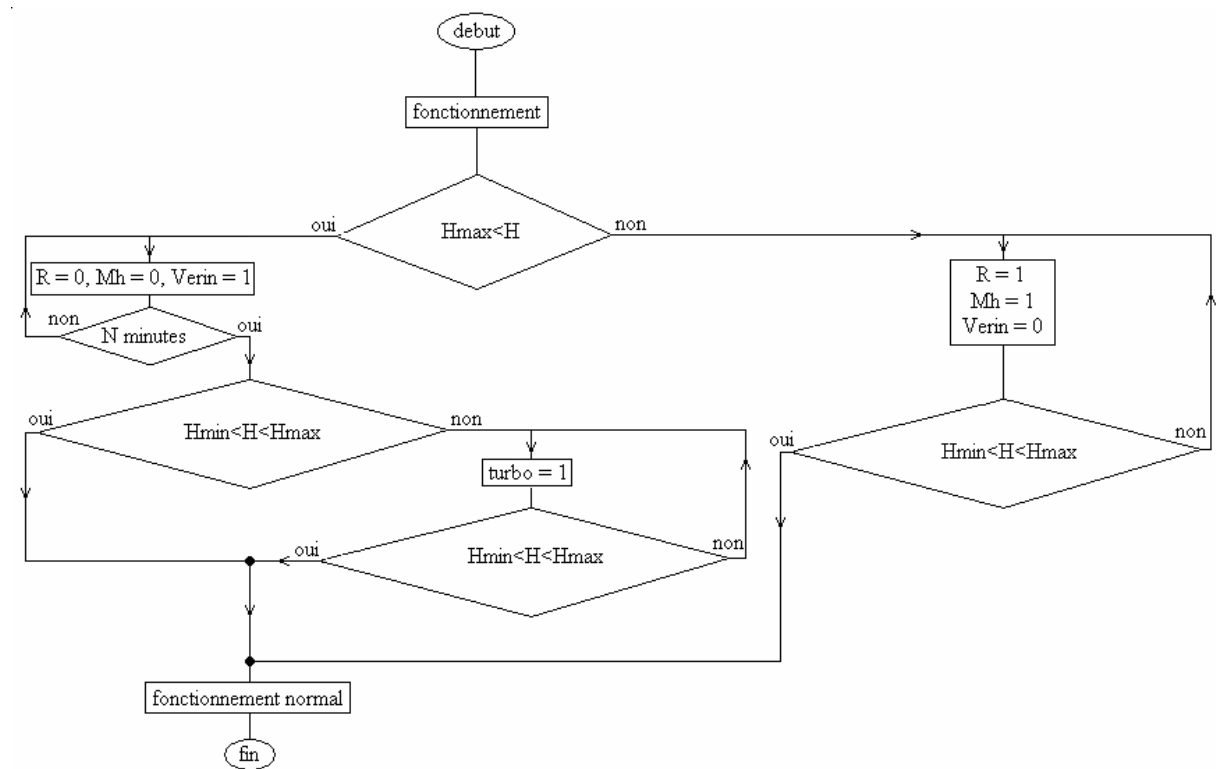 debut
fonctionnement
Hmax<H
oui
non
R = 0, Mh = 0, Verin = 1
non
N minutes
oui
R = 1
Mh = 1
Verin = 0
oui
Hmin<H<Hmax
non
turbo = 1
oui
Hmin<H<Hmax
non
oui
Hmin<H<Hmax
non
fonctionnement normal
fin